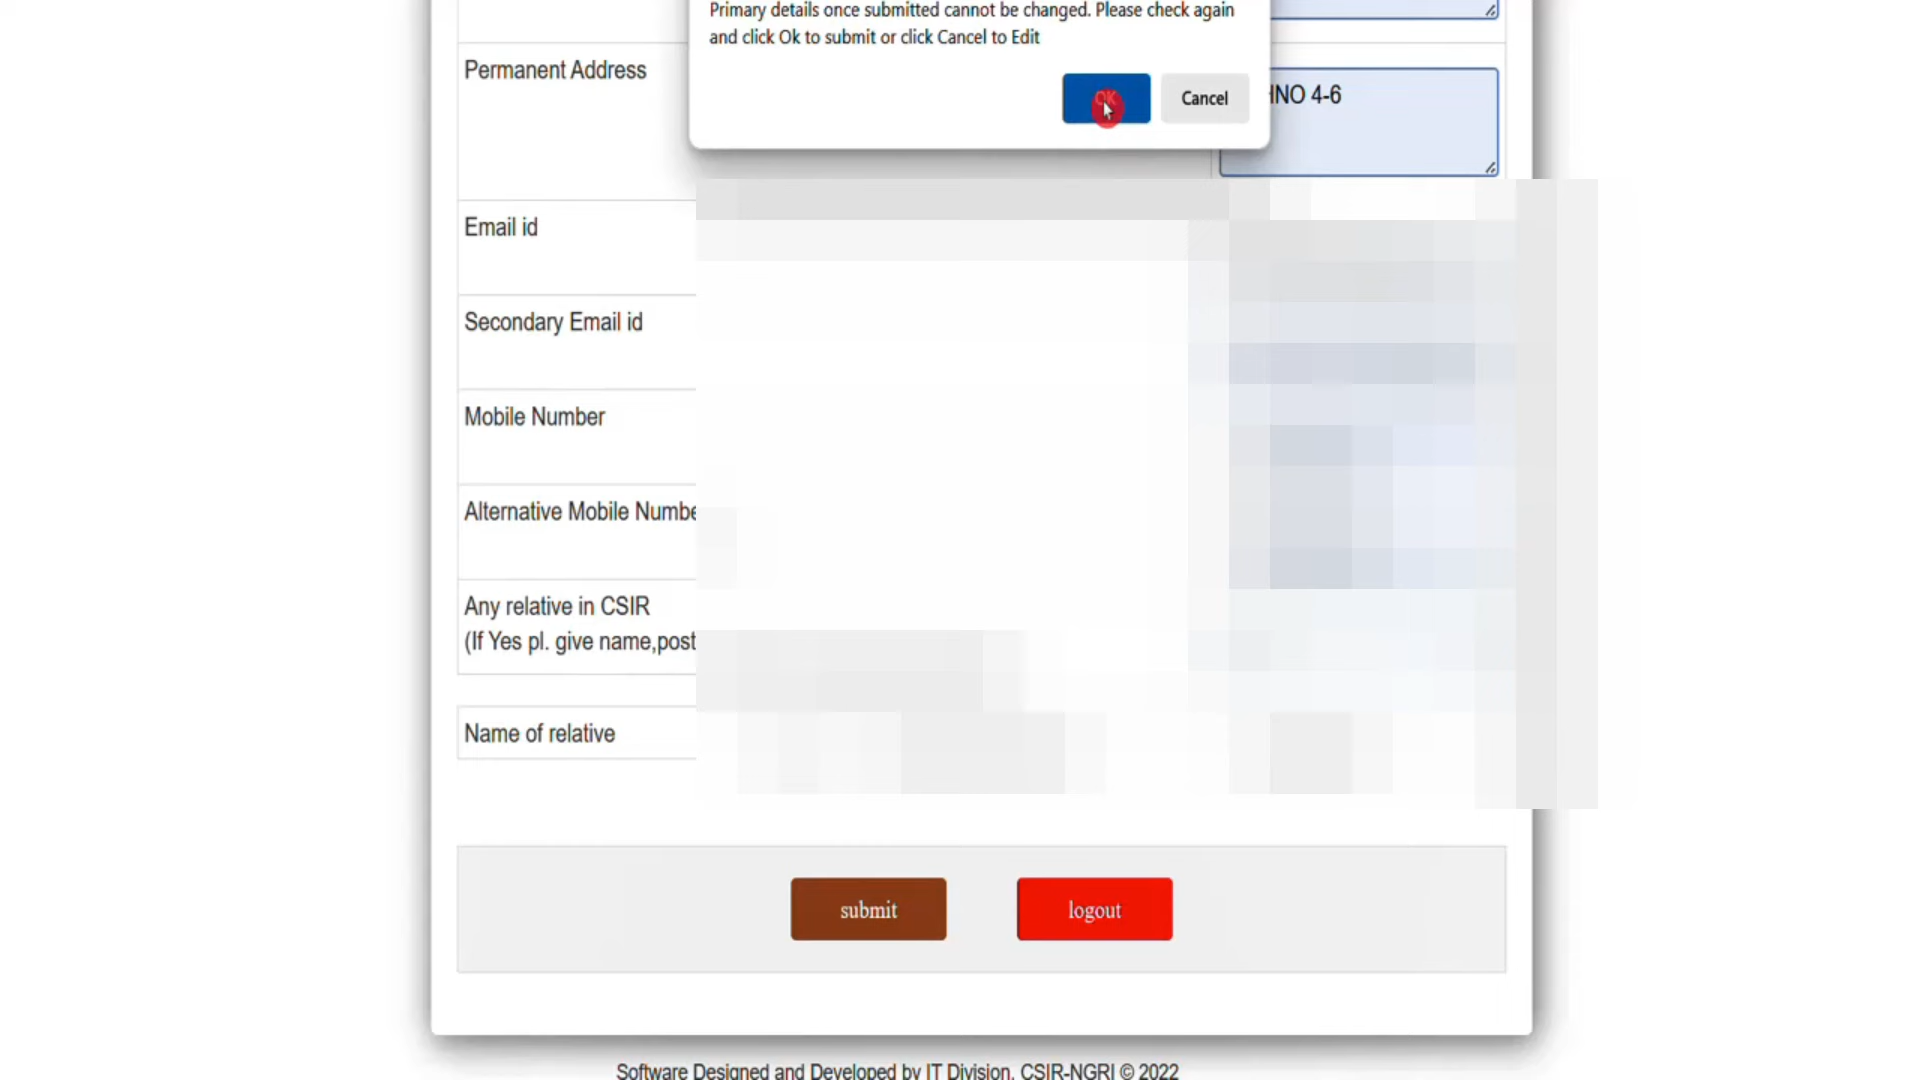 Primary details once submitted cannot be changed. Please check again
and click Ok to submit or click Cancel to Edit
Permanent Address
OK
Cancel
HNO 4-6
Email id
Secondary Email id
Mobile Number
Alternative Mobile Numbe
Any relative in CSIR
(If Yes pl. give name,post
Name of relative
submit
logout
Software Designed and Developed by IT Division, CSIR-NGRI © 2022